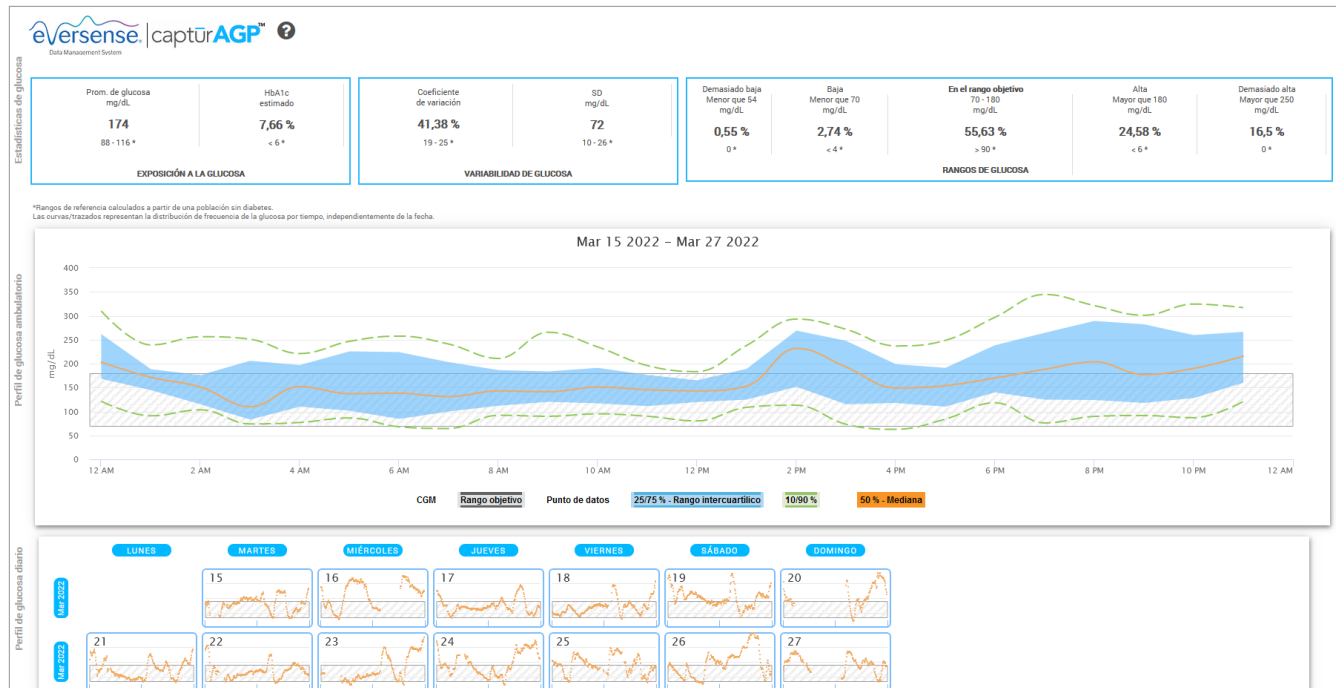 eversense. | captūrAGP™ ?
Data Management System
Estadísticas de glucosa
Prom. de glucosa
mg/dL
174
88 - 116 *
HbA1c
estimado
7,66 %
< 6 *
EXPOSICIÓN A LA GLUCOSA
Coeficiente
de variación
41,38 %
19 - 25 *
SD
mg/dL
72
10 - 26 *
VARIABILIDAD DE GLUCOSA
Demasiado baja
Menor que 54
mg/dL
0,55 %
0 *
Baja
Menor que 70
mg/dL
2,74 %
< 4 *
En el rango objetivo
70 - 180
mg/dL
55,63 %
> 90 *
Alta
Mayor que 180
mg/dL
24,58 %
< 6 *
Demasiado alta
Mayor que 250
mg/dL
16,5 %
0 *
RANGOS DE GLUCOSA
*Rangos de referencia calculados a partir de una población sin diabetes.
Las curvas/trazados representan la distribución de frecuencia de la glucosa por tiempo, independientemente de la fecha.
Perfil de glucosa ambulatorio
Mar 15 2022 – Mar 27 2022
mg/dL
400
350
300
250
200
150
100
50
0
12 AM 2 AM 4 AM 6 AM 8 AM 10 AM 12 PM 2 PM 4 PM 6 PM 8 PM 10 PM 12 AM
CGM Rango objetivo Punto de datos 25/75 % - Rango intercuartílico 10/90 % 50 % - Mediana
Perfil de glucosa diario
LUNES MARTES MIÉRCOLES JUEVES VIERNES SÁBADO DOMINGO
Mar 2022
15 16 17 18 19 20
Mar 2022
21 22 23 24 25 26 27